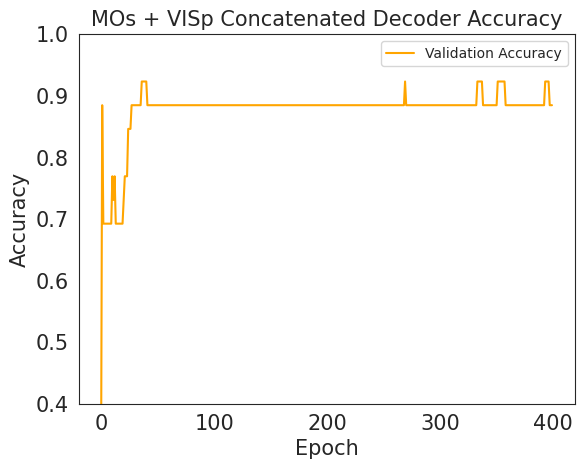 MOs + VISp Concatenated Decoder Accuracy
Validation Accuracy
1.0
0.9
0.8
0.7
0.6
0.5
0.4
Accuracy
0 100 200 300 400
Epoch